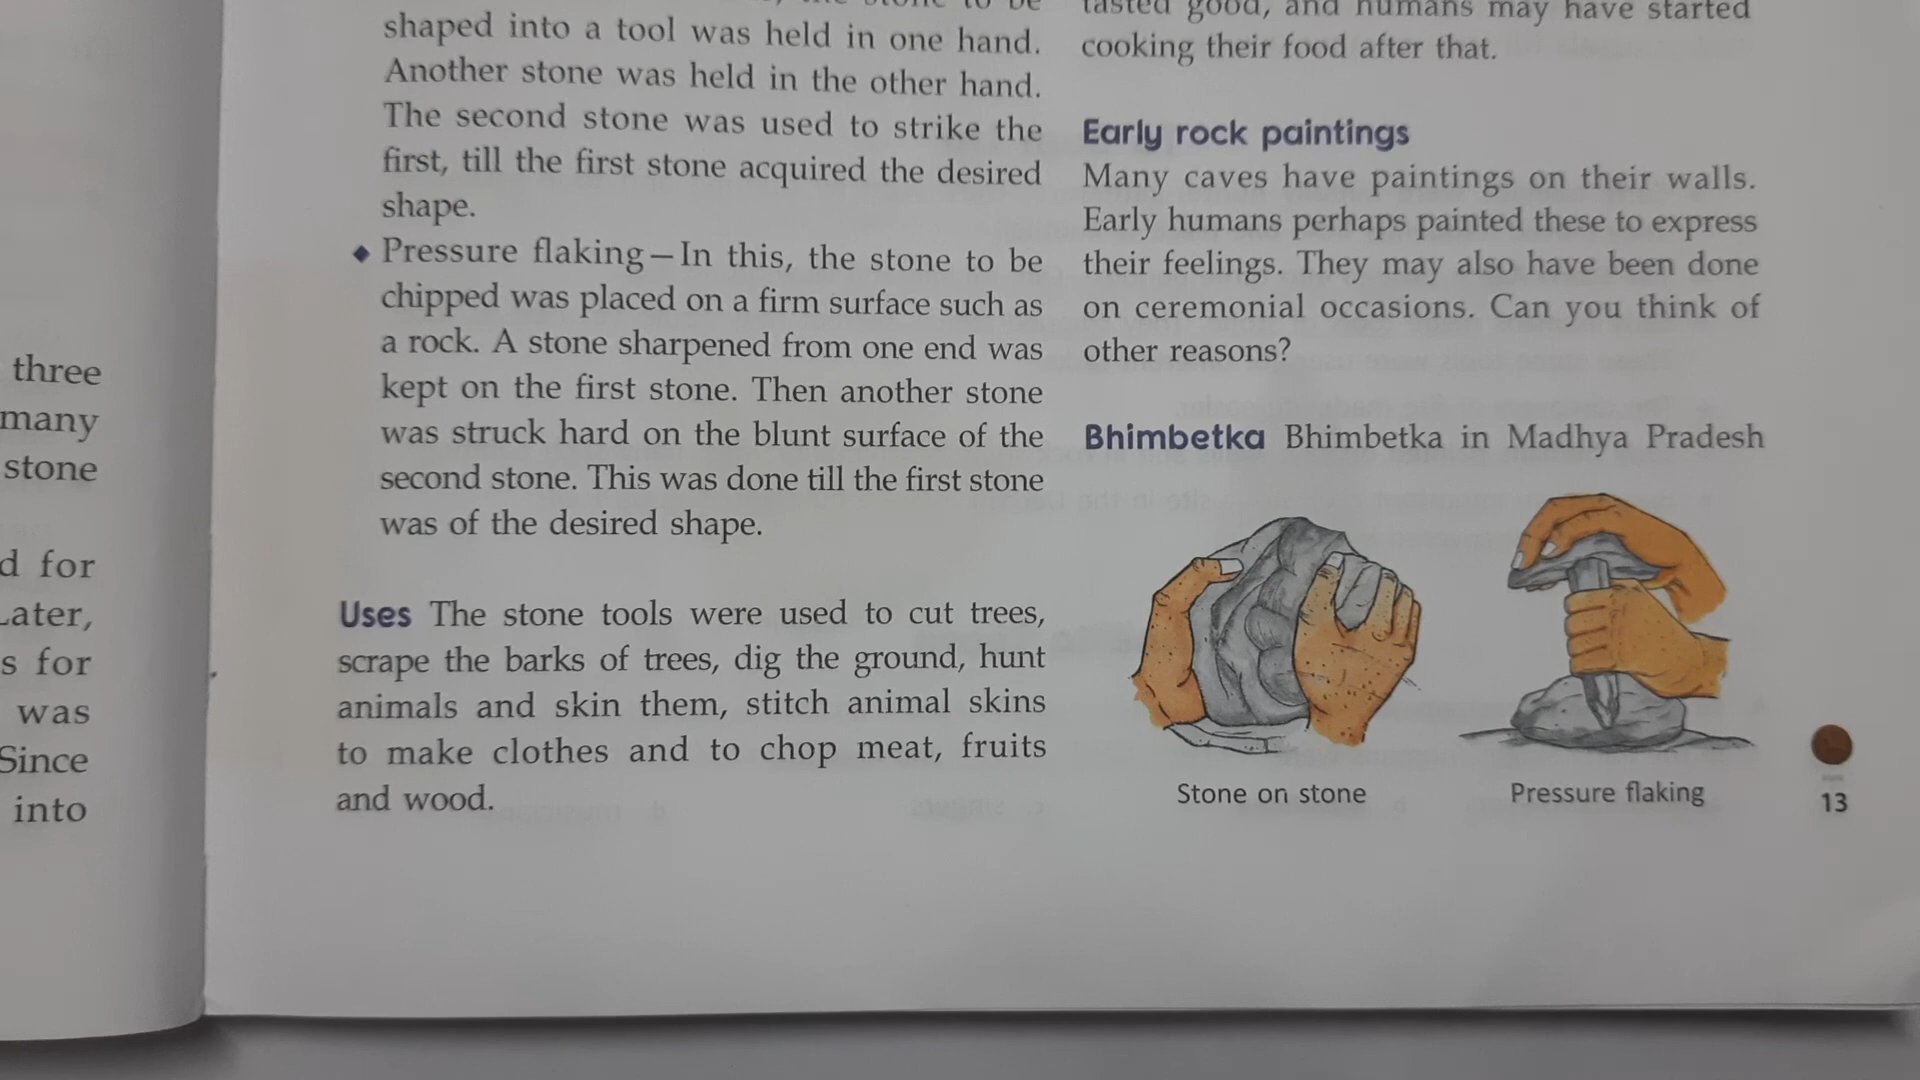 three
many
stone
d for
Later,
s for
was
Since
into
shaped into a tool was held in one hand.
Another stone was held in the other hand.
The second stone was used to strike the
first, till the first stone acquired the desired
shape.
◆ Pressure flaking—In this, the stone to be
chipped was placed on a firm surface such as
a rock. A stone sharpened from one end was
kept on the first stone. Then another stone
was struck hard on the blunt surface of the
second stone. This was done till the first stone
was of the desired shape.
Uses The stone tools were used to cut trees,
scrape the barks of trees, dig the ground, hunt
animals and skin them, stitch animal skins
to make clothes and to chop meat, fruits
and wood.
tasted good, and humans may have started
cooking their food after that.
Early rock paintings
Many caves have paintings on their walls.
Early humans perhaps painted these to express
their feelings. They may also have been done
on ceremonial occasions. Can you think of
other reasons?
Bhimbetka Bhimbetka in Madhya Pradesh
Stone on stone
Pressure flaking
13